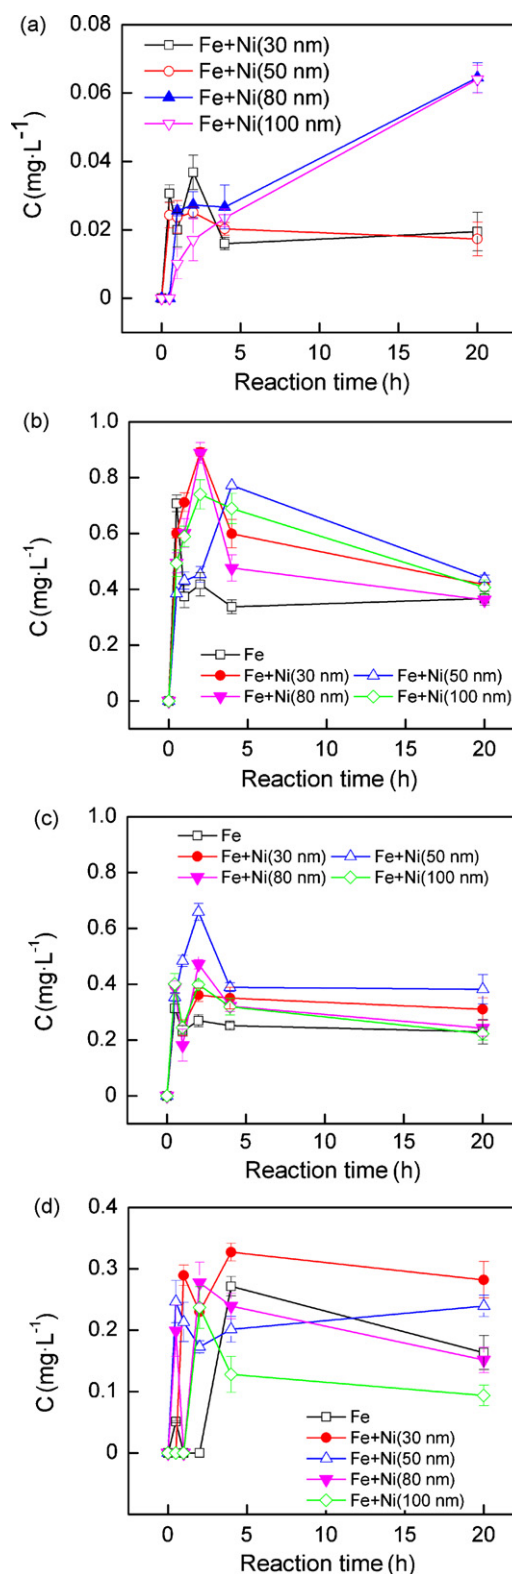 (a)
0.08
0.06
0.04
0.02
0
C (mg·L⁻¹)
Fe+Ni(30 nm)
Fe+Ni(50 nm)
Fe+Ni(80 nm)
Fe+Ni(100 nm)
0 5 10 15 20
Reaction time (h)
(b)
1.0
0.8
0.6
0.4
0.2
0
C (mg·L⁻¹)
Fe
Fe+Ni(30 nm) Fe+Ni(50 nm)
Fe+Ni(80 nm) Fe+Ni(100 nm)
0 5 10 15 20
Reaction time (h)
(c)
1.0
0.8
0.6
0.4
0.2
0
C (mg·L⁻¹)
Fe
Fe+Ni(30 nm) Fe+Ni(50 nm)
Fe+Ni(80 nm) Fe+Ni(100 nm)
0 5 10 15 20
Reaction time (h)
(d)
0.4
0.3
0.2
0.1
0
C (mg·L⁻¹)
Fe
Fe+Ni(30 nm)
Fe+Ni(50 nm)
Fe+Ni(80 nm)
Fe+Ni(100 nm)
0 5 10 15 20
Reaction time (h)